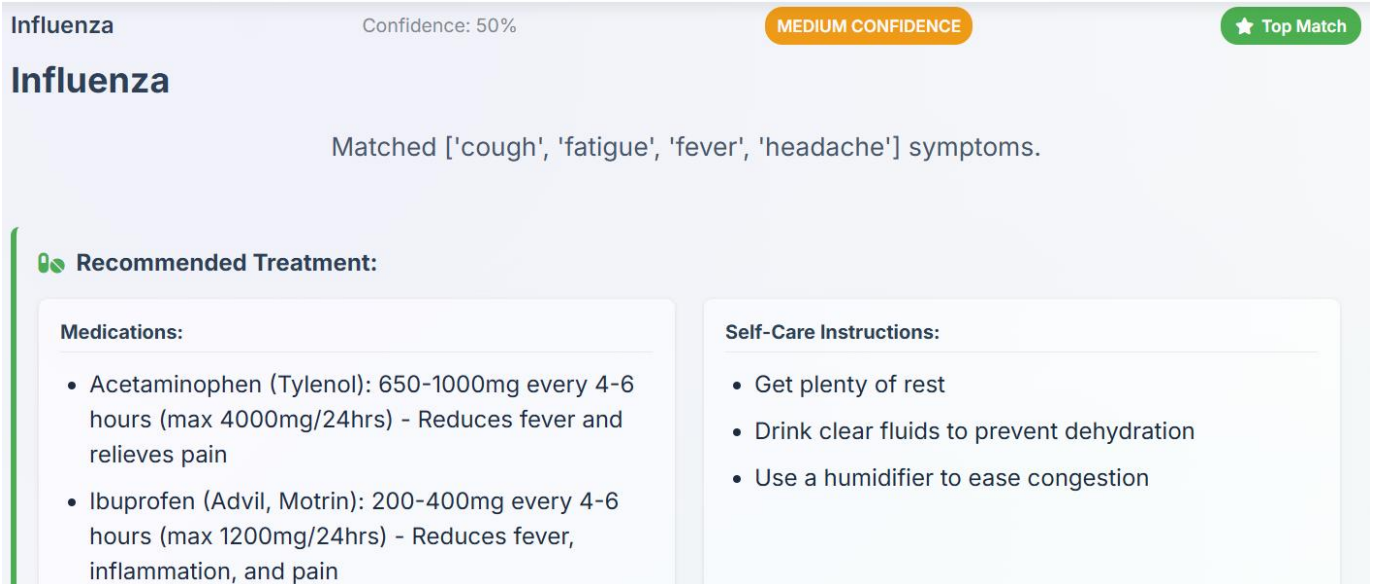 Influenza
Confidence: 50%
MEDIUM CONFIDENCE
Top Match
Influenza
Matched ['cough', 'fatigue', 'fever', 'headache'] symptoms.
Recommended Treatment:
Medications:
• Acetaminophen (Tylenol): 650-1000mg every 4-6
hours (max 4000mg/24hrs) - Reduces fever and
relieves pain
• Ibuprofen (Advil, Motrin): 200-400mg every 4-6
hours (max 1200mg/24hrs) - Reduces fever,
inflammation, and pain
Self-Care Instructions:
• Get plenty of rest
• Drink clear fluids to prevent dehydration
• Use a humidifier to ease congestion